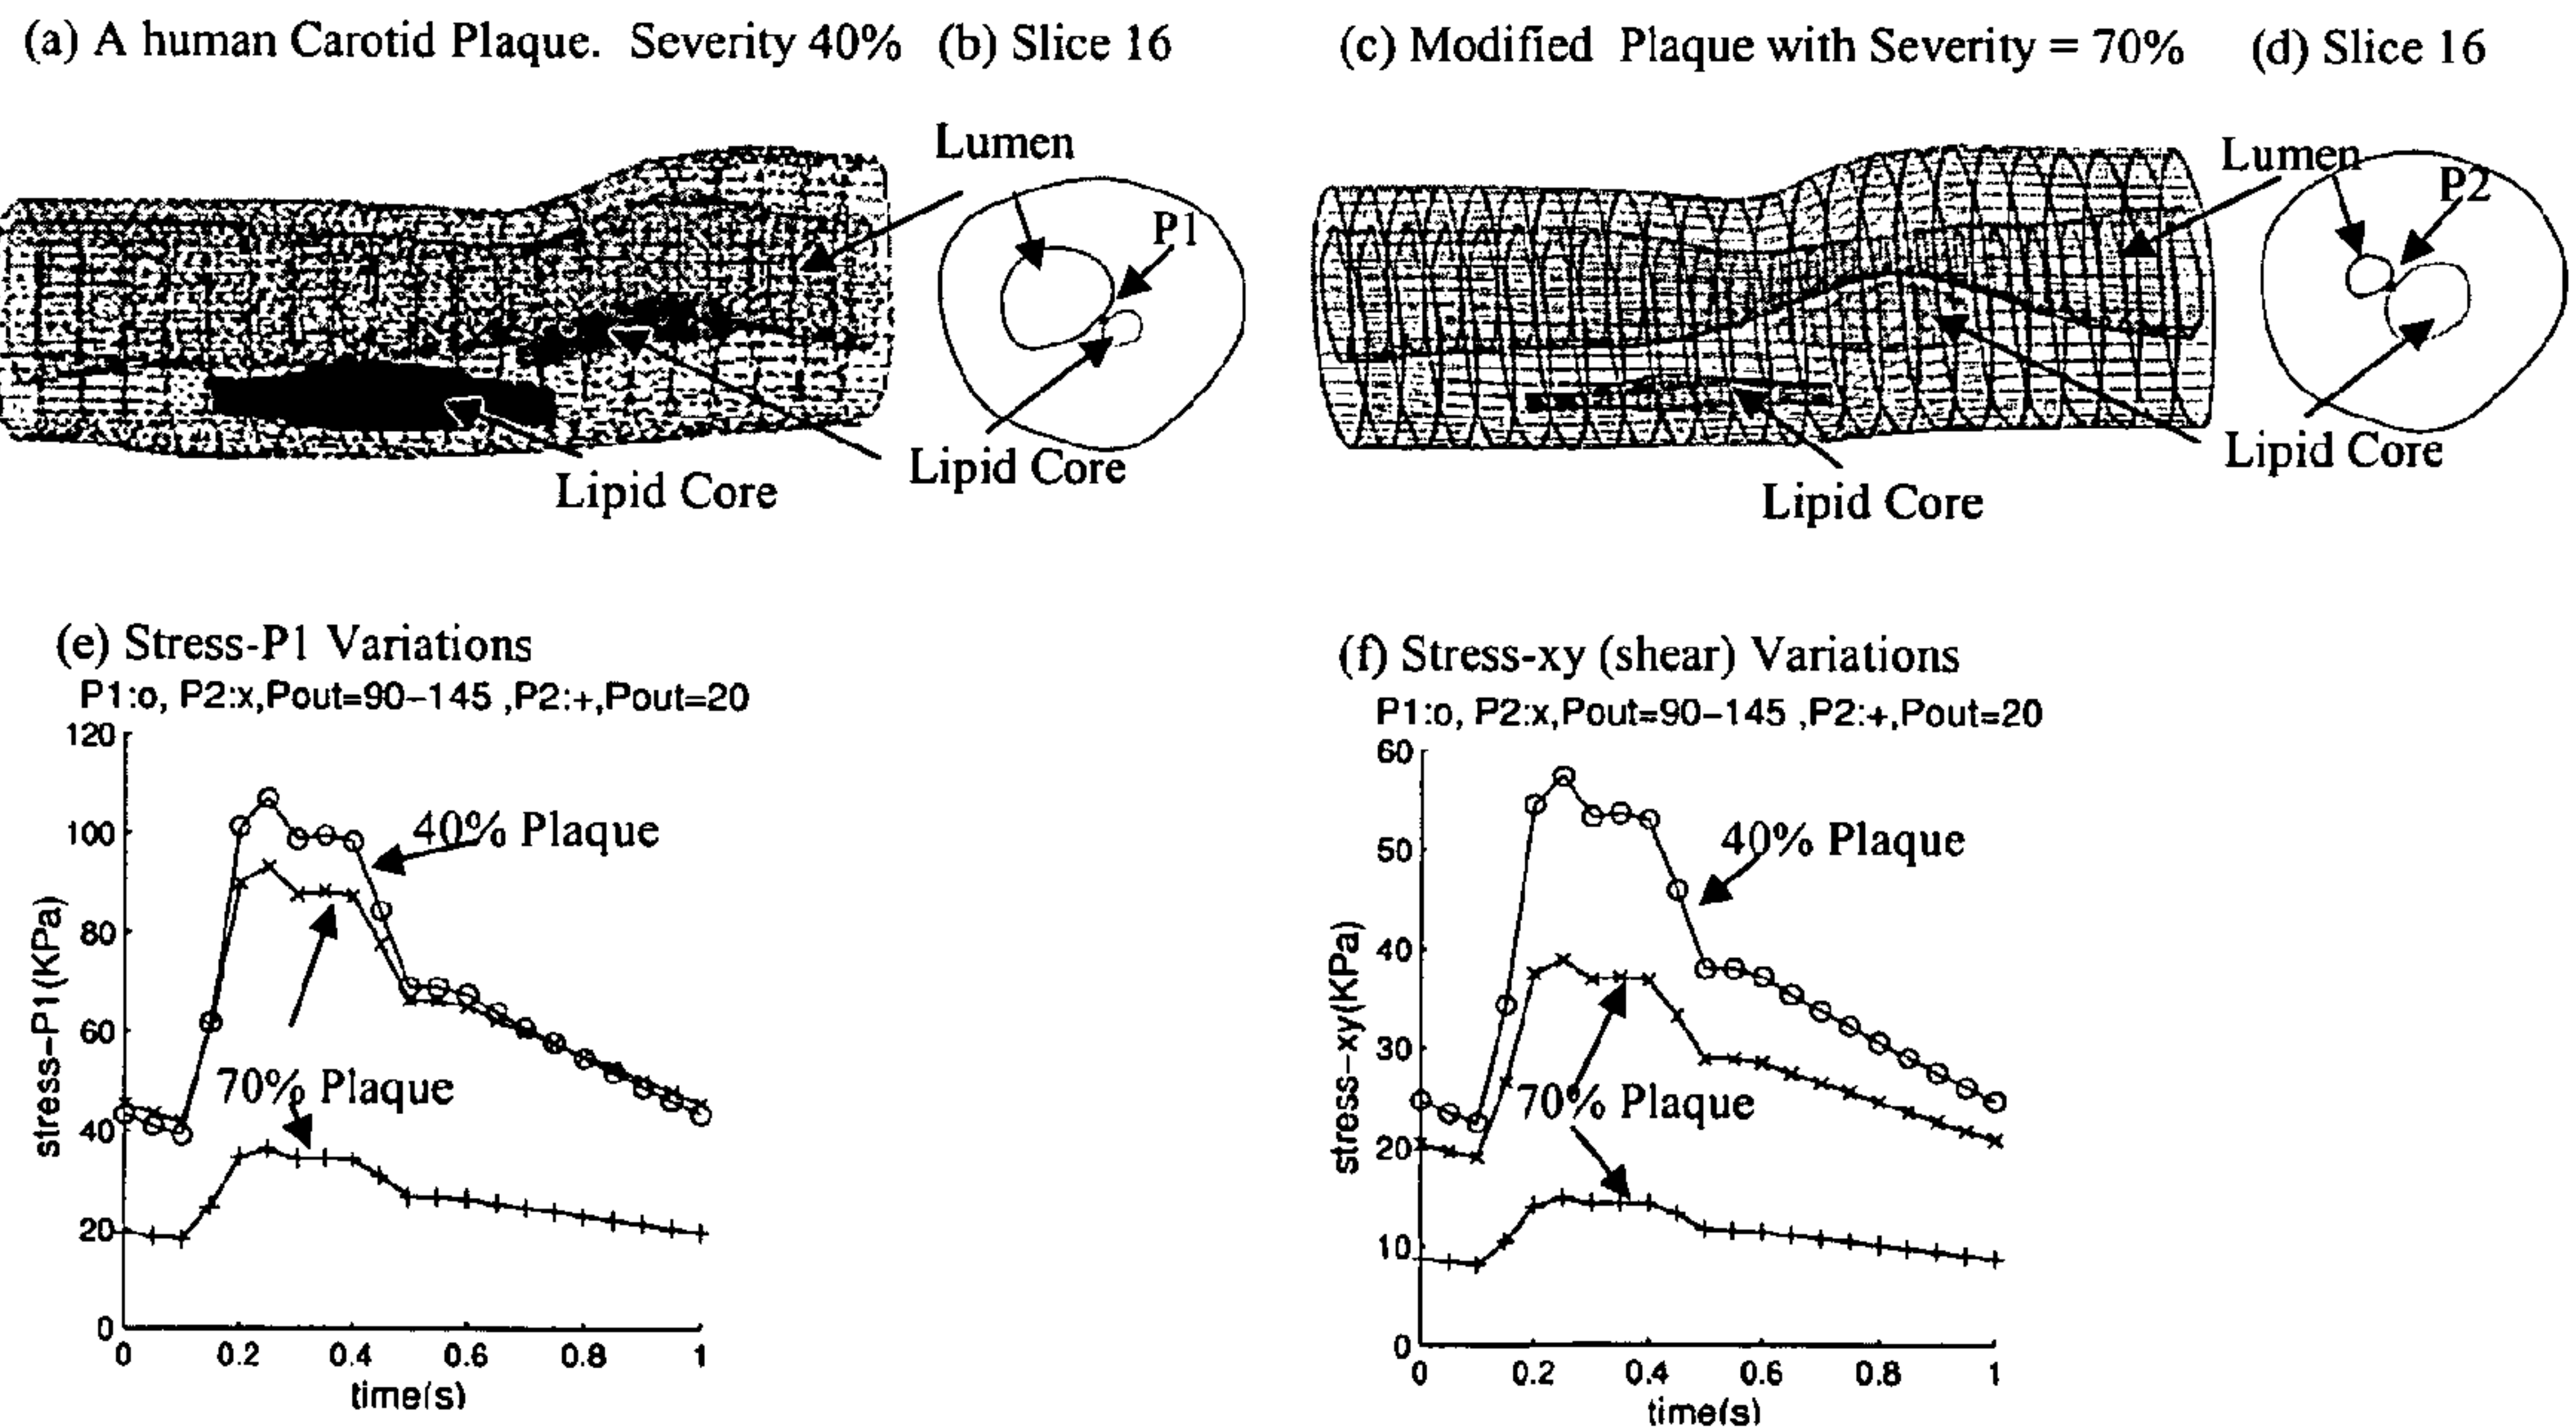 (a) A human Carotid Plaque. Severity 40%
(b) Slice 16
(c) Modified Plaque with Severity = 70%
(d) Slice 16
Lumen
P1
Lipid Core
Lipid Core
Lumen
P2
Lipid Core
Lipid Core
(e) Stress-P1 Variations
P1:o, P2:x,Pout=90-145 ,P2:+,Pout=20
120
100
80
60
40
20
0
stress-P1(KPa)
40% Plaque
70% Plaque
0 0.2 0.4 0.6 0.8 1
time(s)
(f) Stress-xy (shear) Variations
P1:o, P2:x,Pout=90-145 ,P2:+,Pout=20
60
50
40
30
20
10
0
stress-xy(KPa)
40% Plaque
70% Plaque
0 0.2 0.4 0.6 0.8 1
time(s)